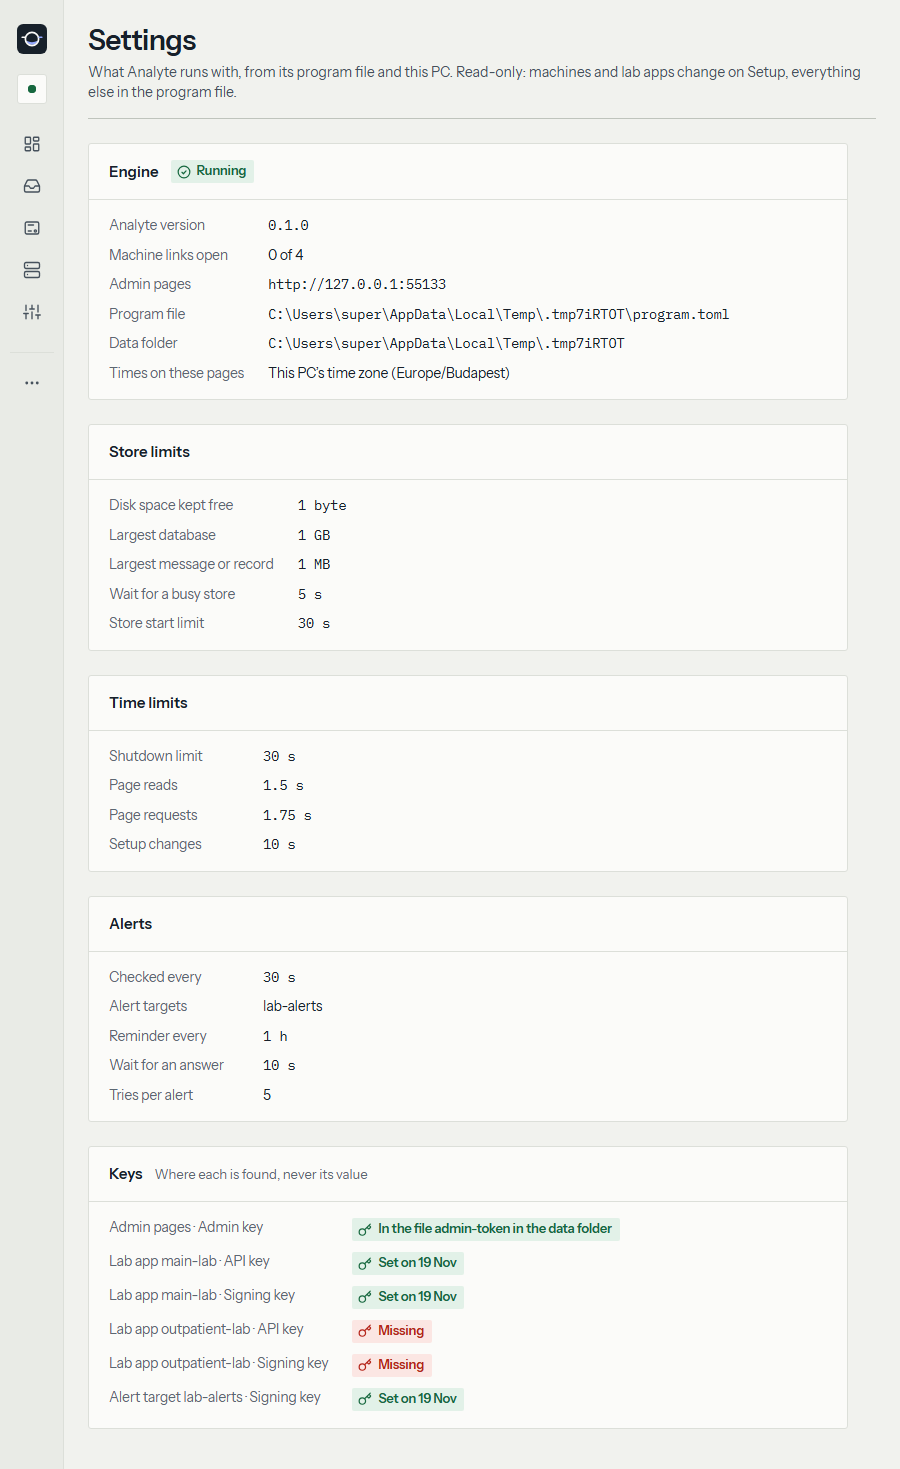 Settings
What Analyte runs with, from its program file and this PC. Read-only: machines and lab apps change on Setup, everything
else in the program file.
Engine Running
Analyte version 0.1.0
Machine links open 0 of 4
Admin pages http://127.0.0.1:55133
Program file C:\Users\super\AppData\Local\Temp\.tmp7iRTOT\program.toml
Data folder C:\Users\super\AppData\Local\Temp\.tmp7iRTOT
Times on these pages This PC's time zone (Europe/Budapest)
Store limits
Disk space kept free 1 byte
Largest database 1 GB
Largest message or record 1 MB
Wait for a busy store 5 s
Store start limit 30 s
Time limits
Shutdown limit 30 s
Page reads 1.5 s
Page requests 1.75 s
Setup changes 10 s
Alerts
Checked every 30 s
Alert targets lab-alerts
Reminder every 1 h
Wait for an answer 10 s
Tries per alert 5
Keys Where each is found, never its value
Admin pages · Admin key In the file admin-token in the data folder
Lab app main-lab · API key Set on 19 Nov
Lab app main-lab · Signing key Set on 19 Nov
Lab app outpatient-lab · API key Missing
Lab app outpatient-lab · Signing key Missing
Alert target lab-alerts · Signing key Set on 19 Nov